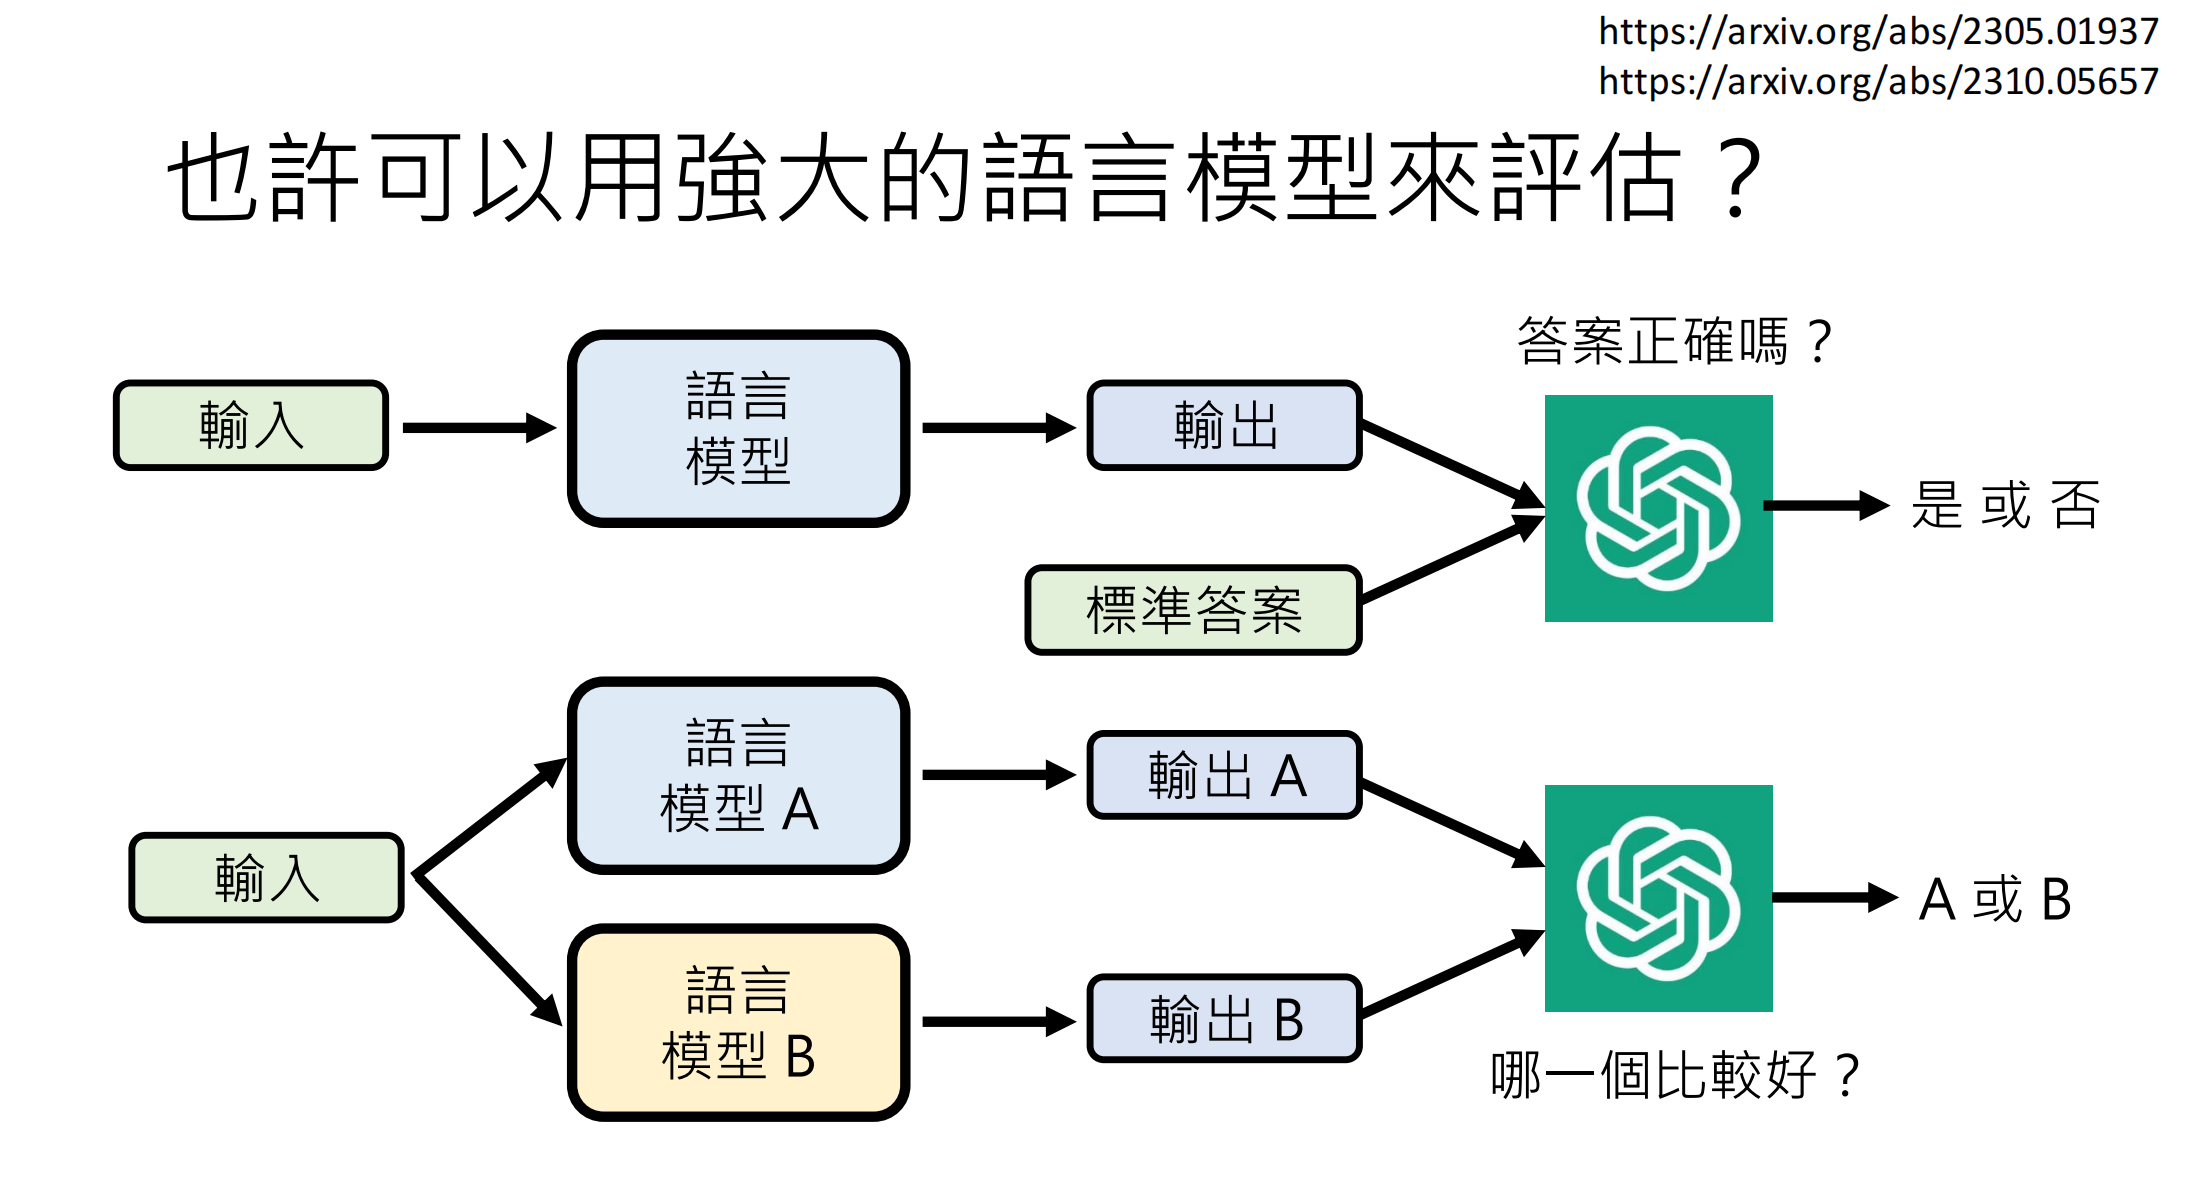 https://arxiv.org/abs/2305.01937
https://arxiv.org/abs/2310.05657
也許可以用強大的語言模型來評估？
答案正確嗎？
輸入
語言
模型
輸出
是 或 否
標準答案
語言
模型 A
輸出 A
輸入
A 或 B
語言
模型 B
輸出 B
哪一個比較好？